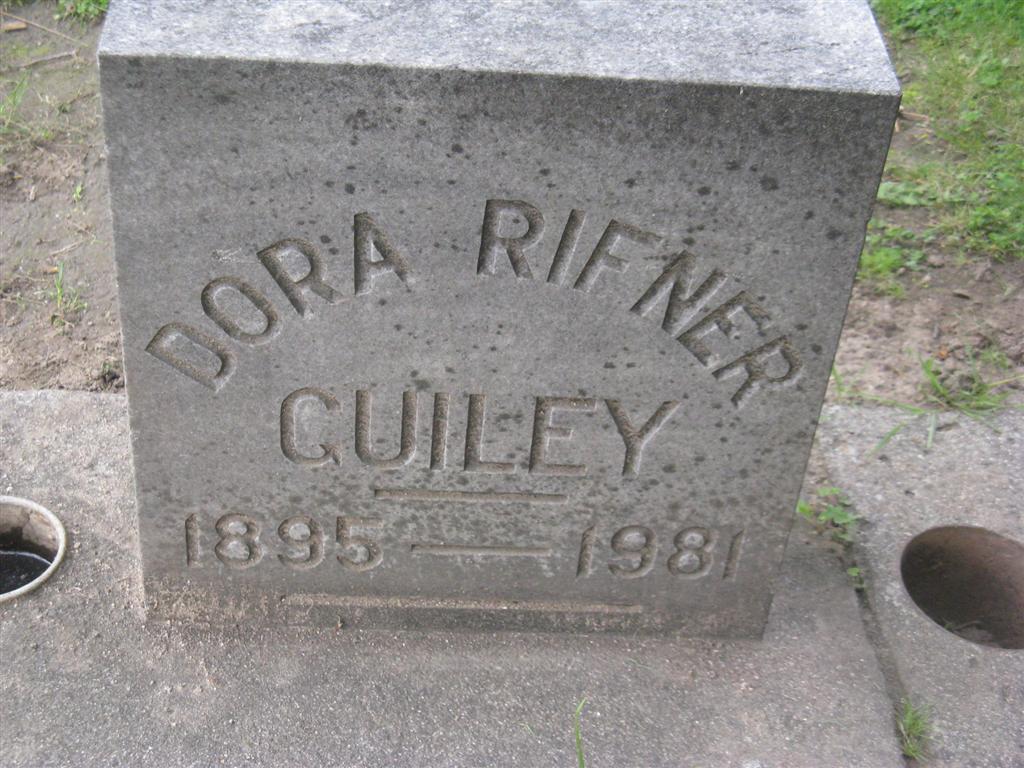 DORA RIFNER
GUILEY
1895 — 1981